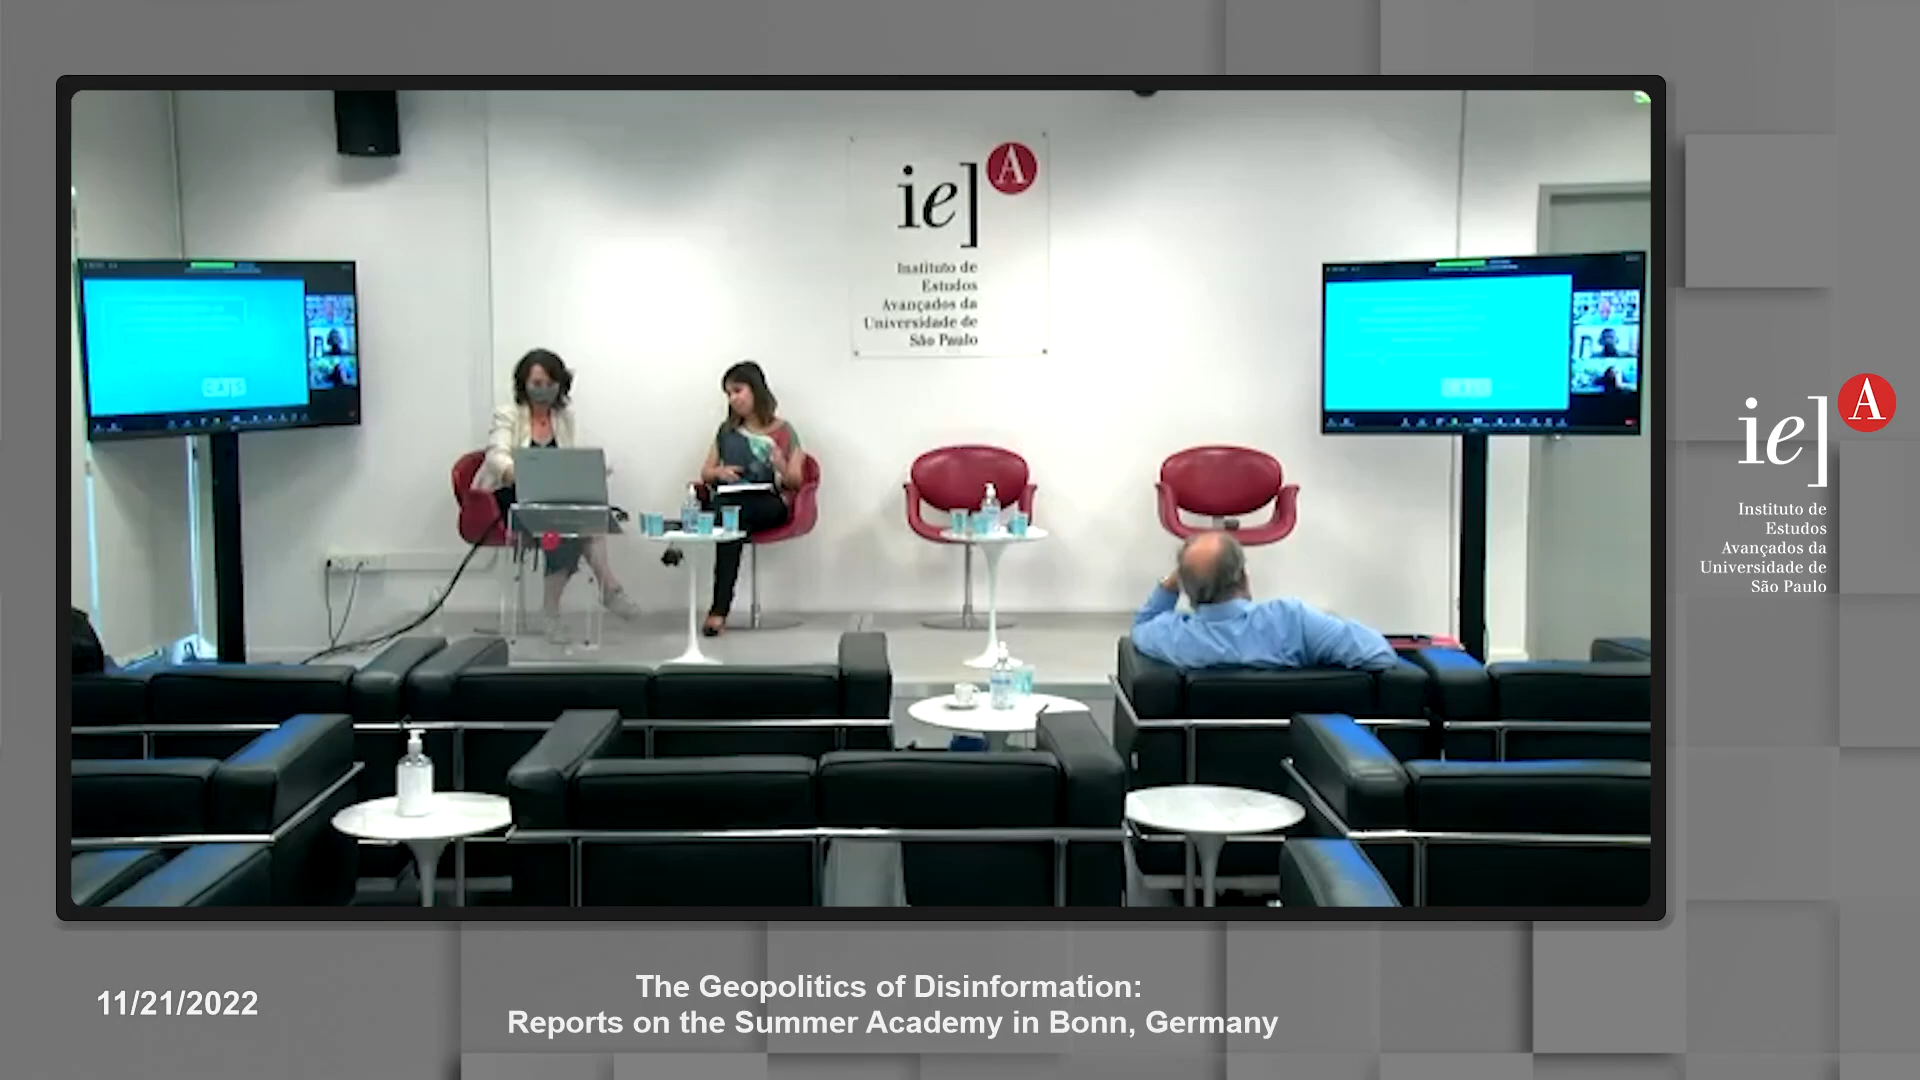 ie]A
Instituto de
Estudos
Avançados da
Universidade de
São Paulo
ie]A
Instituto de
Estudos
Avançados da
Universidade de
São Paulo
11/21/2022
The Geopolitics of Disinformation:
Reports on the Summer Academy in Bonn, Germany